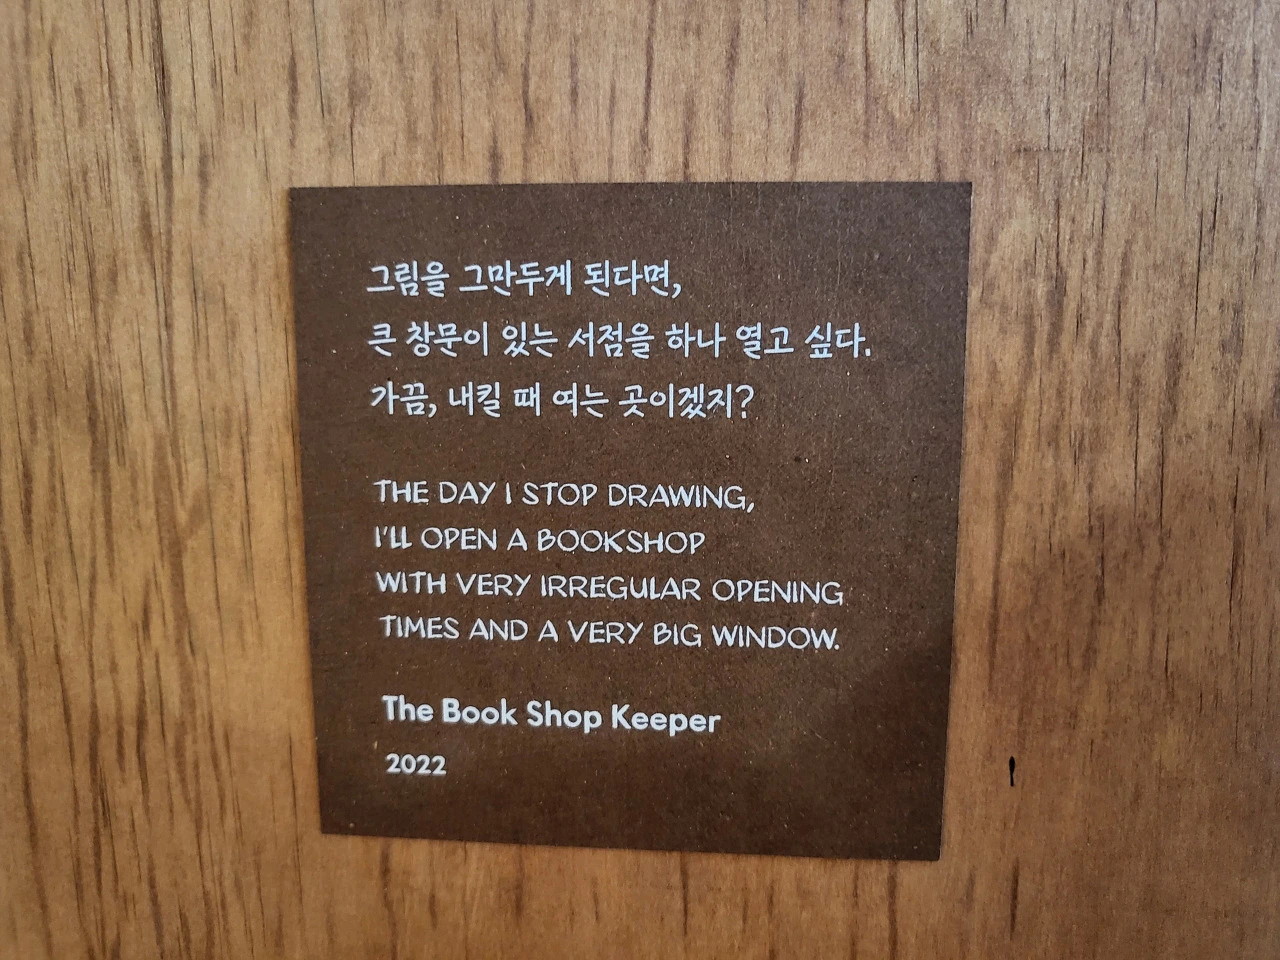 그림을 그만두게 된다면,
큰 창문이 있는 서점을 하나 열고 싶다.
가끔, 내킬 때 여는 곳이겠지?
THE DAY I STOP DRAWING,
I'LL OPEN A BOOKSHOP
WITH VERY IRREGULAR OPENING
TIMES AND A VERY BIG WINDOW.
The Book Shop Keeper
2022